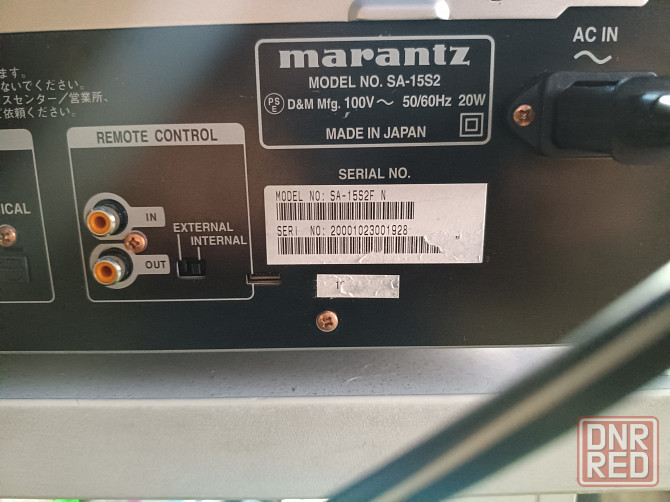 ます。
ないでください。
スセンター／営業所、
ご依頼ください。
marantz
MODEL NO. SA-15S2
PS E D&M Mfg. 100V〜 50/60Hz 20W
MADE IN JAPAN
AC IN
REMOTE CONTROL
IN
EXTERNAL
INTERNAL
OUT
ICAL
SERIAL NO.
MODEL NO: SA-15S2F N
SERI NO: 20001023001928
DNR
RED